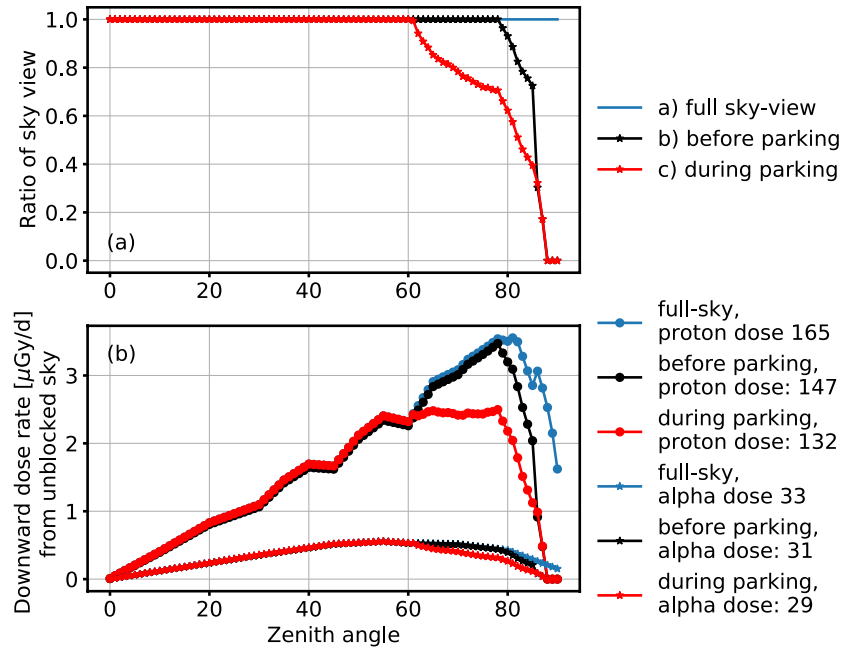 1.0
0.8
0.6
0.4
0.2
0.0
Ratio of sky view
(a)
0 20 40 60 80
a) full sky-view
b) before parking
c) during parking
3
2
1
0
Downward dose rate [μGy/d]
from unblocked sky
(b)
0 20 40 60 80
Zenith angle
full-sky,
proton dose 165
before parking,
proton dose: 147
during parking,
proton dose: 132
full-sky,
alpha dose 33
before parking,
alpha dose: 31
during parking,
alpha dose: 29